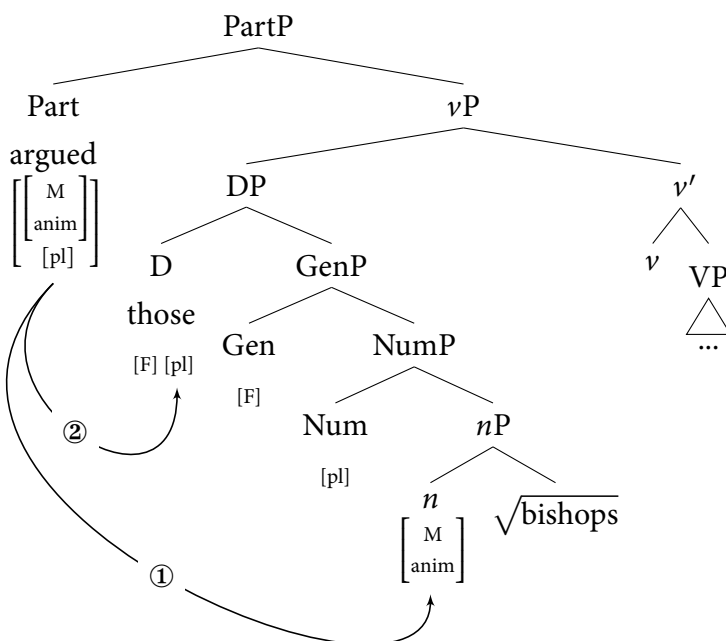 PartP
Part vP
argued
[[M anim] [pl]]
DP v′
D GenP v VP
those ...
[F] [pl]
Gen NumP
[F]
Num nP
[pl]
n √bishops
[M anim]
②
①